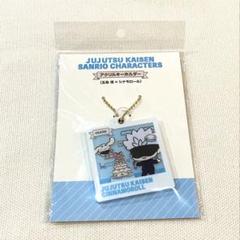 JUJUTSU KAISEN
SANRIO CHARACTERS
アクリルキーホルダー
(五条 悟 × シナモロール)
JUJUTSU KAISEN
CINNAMOROLL